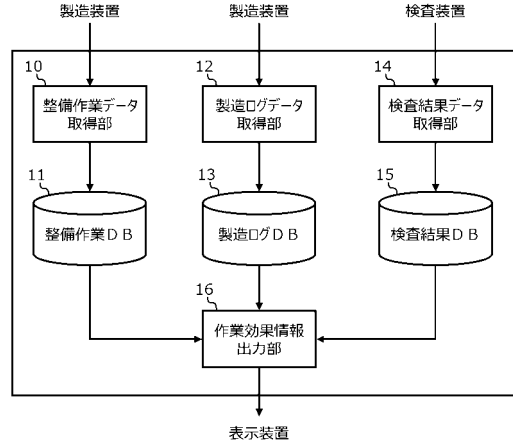 製造装置
製造装置
検査装置
10
整備作業データ
取得部
12
製造ログデータ
取得部
14
検査結果データ
取得部
11
整備作業DB
13
製造ログDB
15
検査結果DB
16
作業効果情報
出力部
表示装置